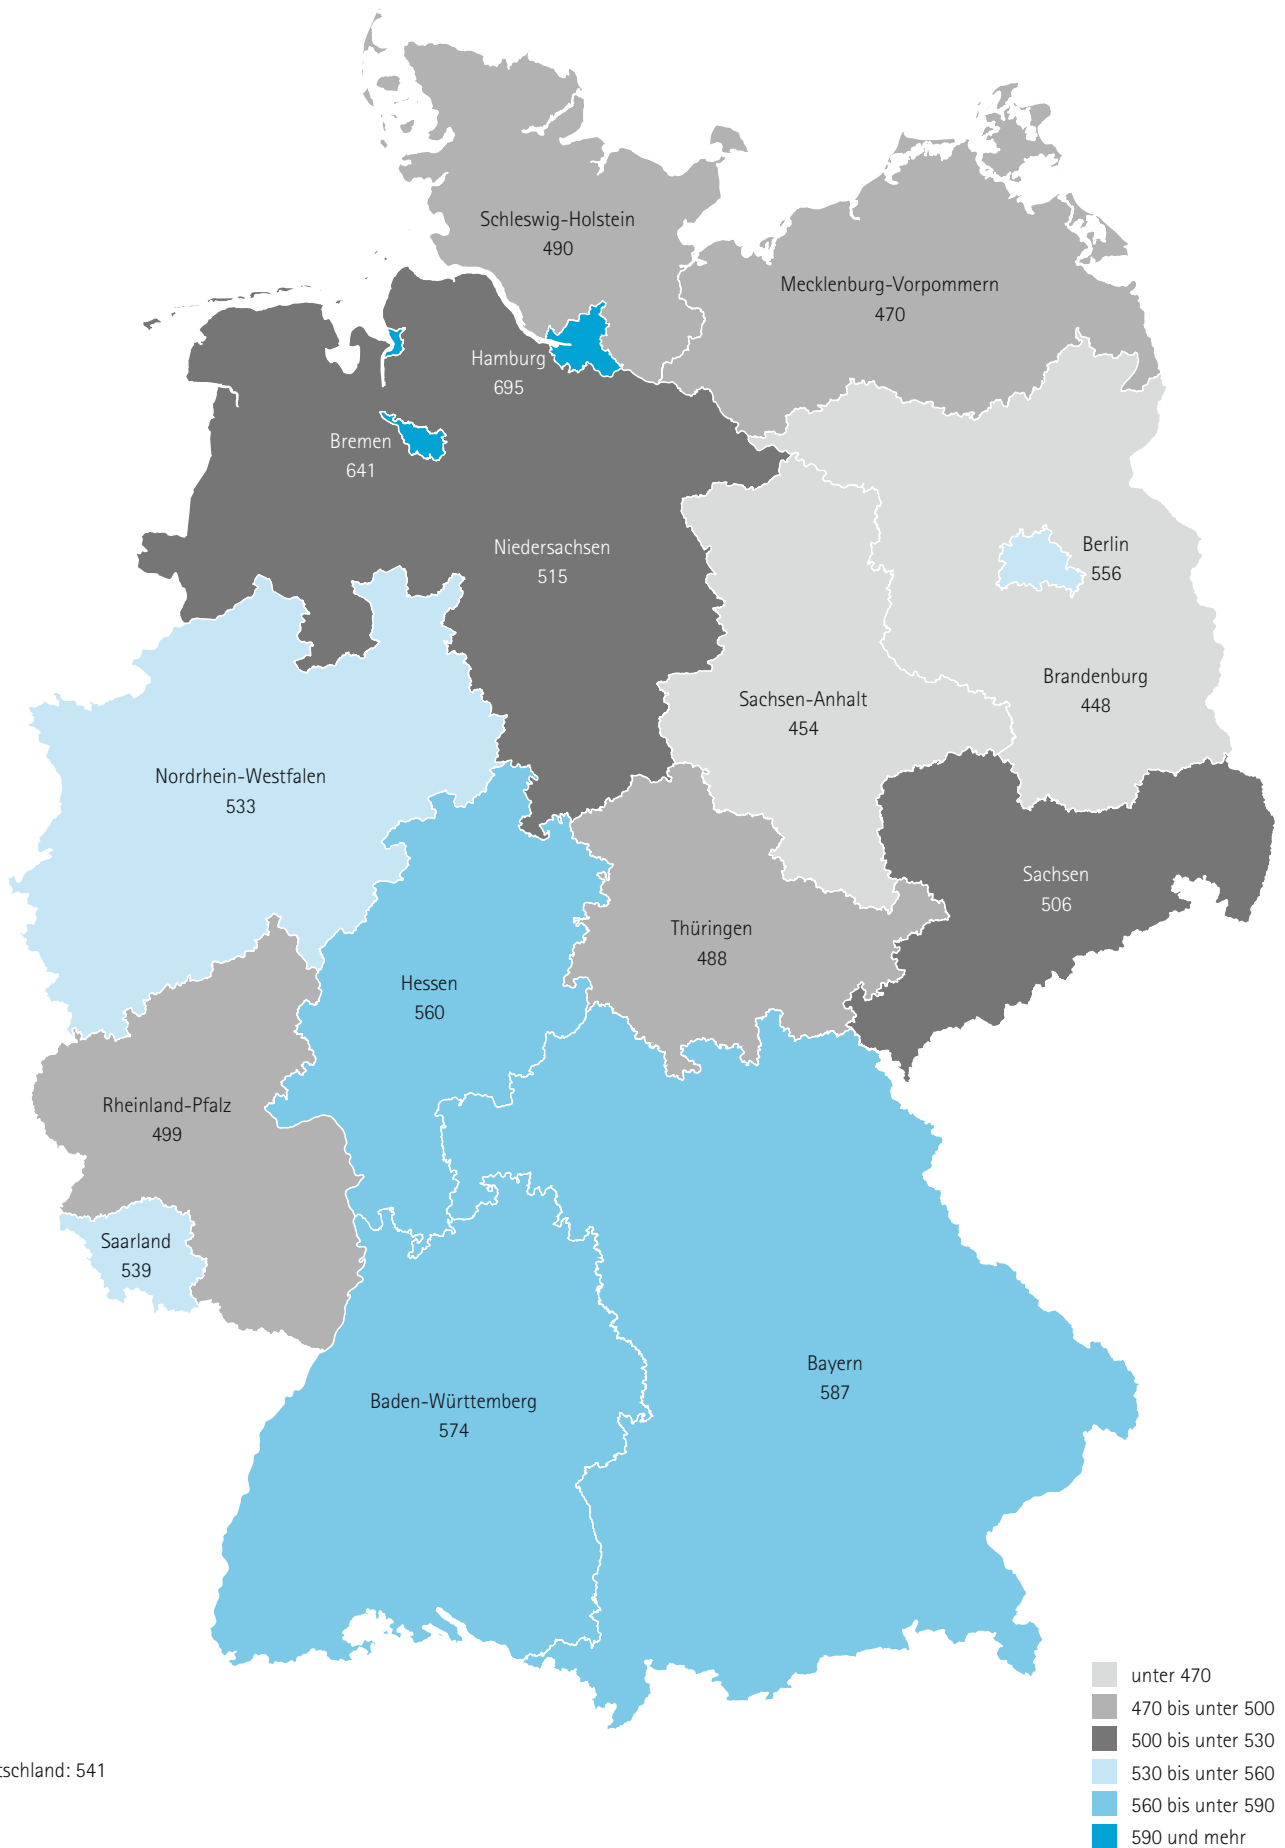 Schleswig-Holstein
490
Mecklenburg-Vorpommern
470
Hamburg
695
Bremen
641
Niedersachsen
515
Berlin
556
Brandenburg
448
Sachsen-Anhalt
454
Nordrhein-Westfalen
533
Sachsen
506
Thüringen
488
Hessen
560
Rheinland-Pfalz
499
Saarland
539
Bayern
587
Baden-Württemberg
574
unter 470
470 bis unter 500
500 bis unter 530
530 bis unter 560
560 bis unter 590
590 und mehr
tschland: 541